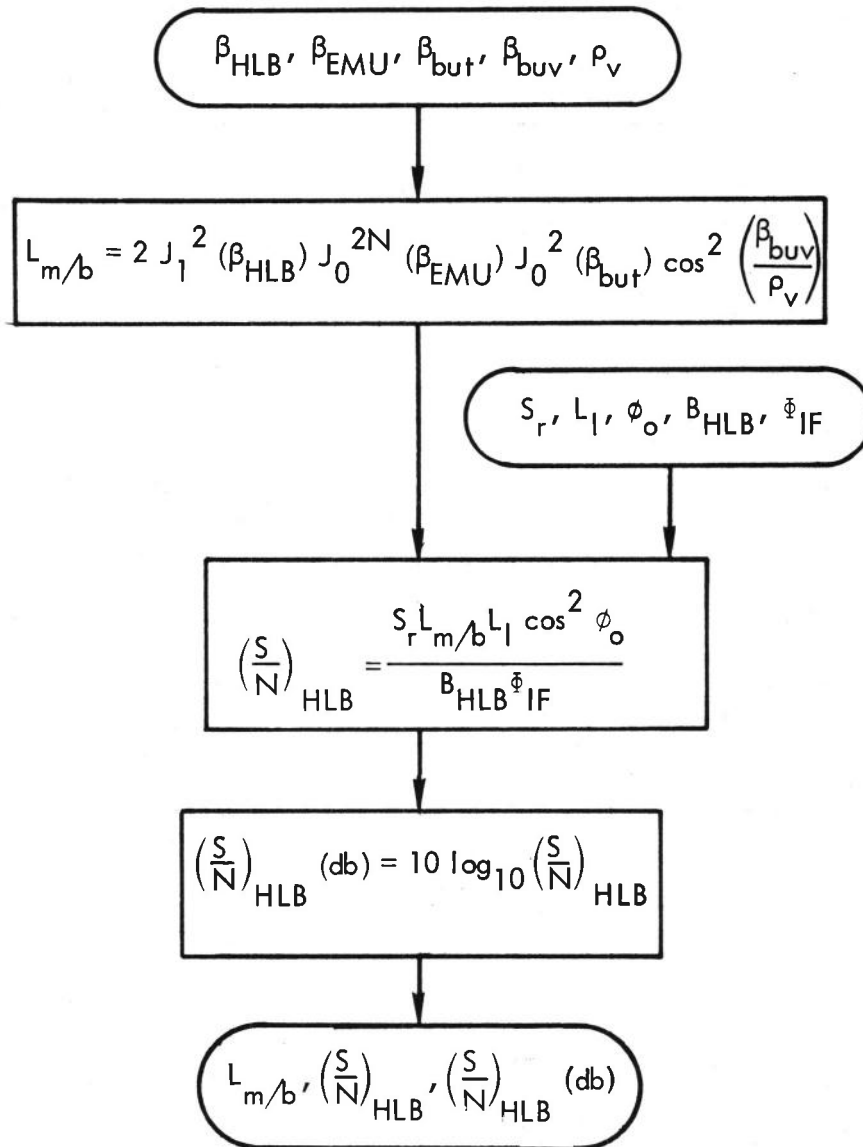 β_HLB, β_EMU, β_but, β_buv, ρ_v
L_m/b = 2 J_1^2 (β_HLB) J_0^2N (β_EMU) J_0^2 (β_but) cos^2 (β_buv/ρ_v)
S_r, L_l, φ_o, B_HLB, Φ_IF
(S/N)_HLB = S_r L_m/b L_l cos^2 φ_o / B_HLB Φ_IF
(S/N)_HLB (db) = 10 log_10 (S/N)_HLB
L_m/b, (S/N)_HLB, (S/N)_HLB (db)